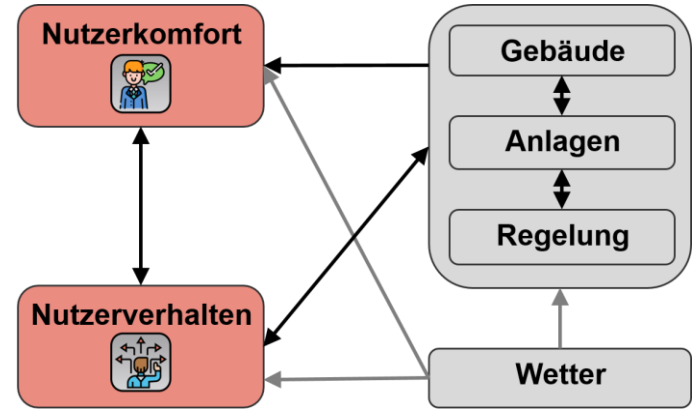 Nutzerkomfort
Gebäude
Anlagen
Regelung
Nutzerverhalten
Wetter